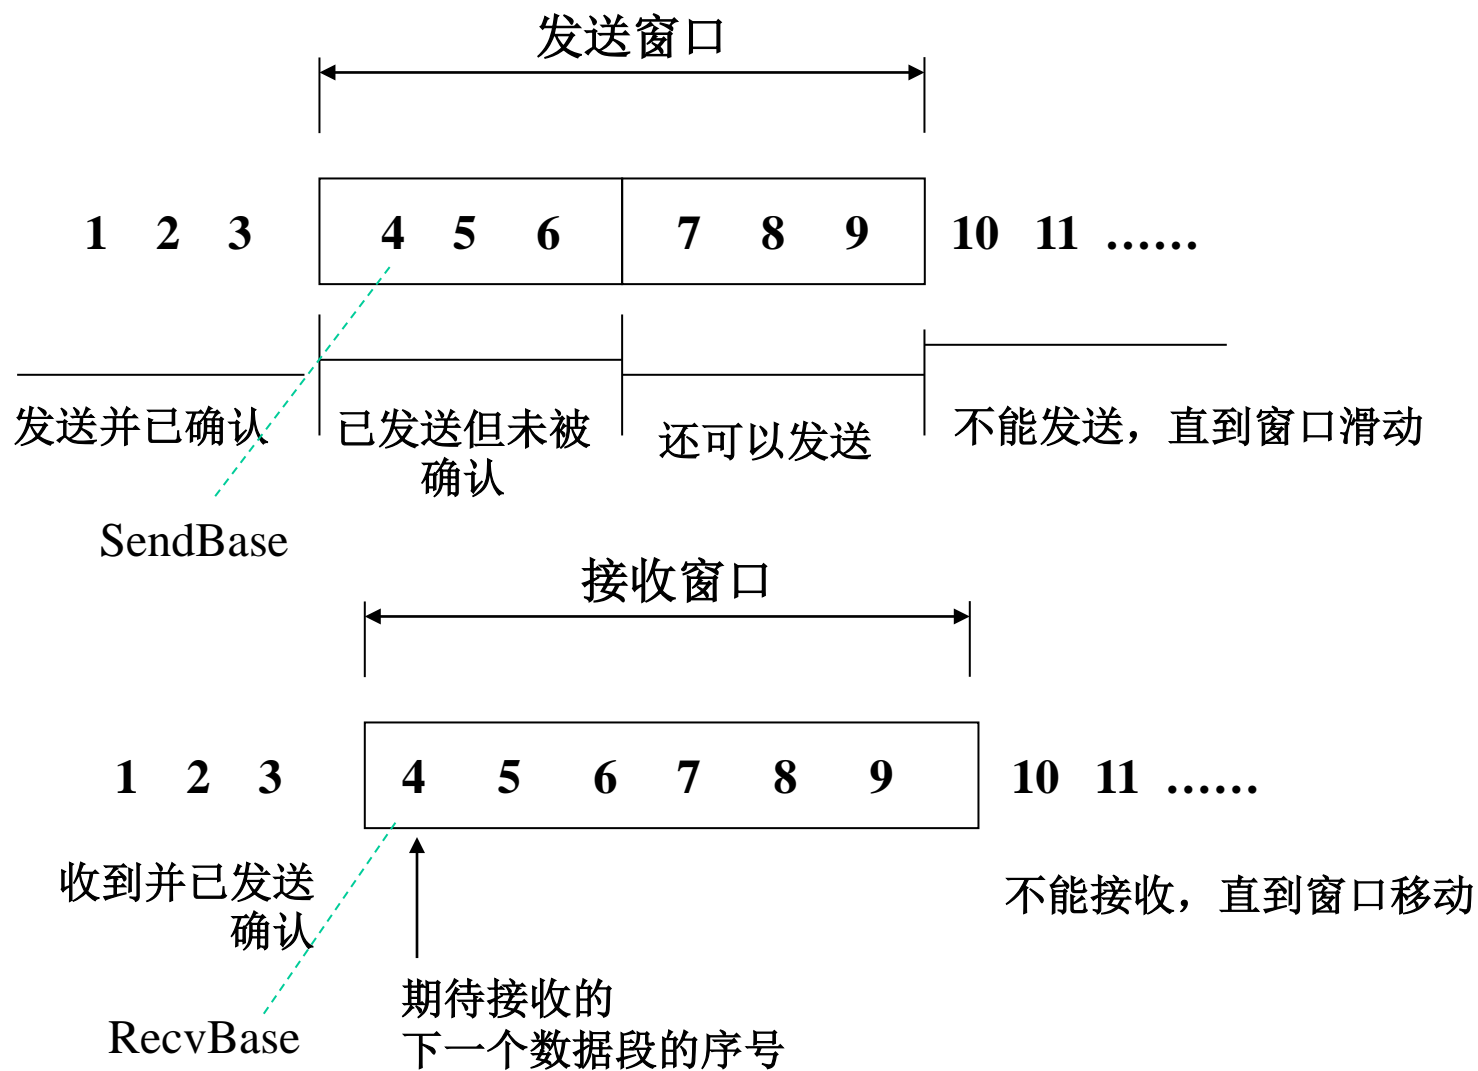 发送窗口
1 2 3 4 5 6 7 8 9 10 11 ……
发送并已确认
已发送但未被
确认
还可以发送
不能发送，直到窗口滑动
SendBase
接收窗口
1 2 3 4 5 6 7 8 9 10 11 ……
收到并已发送
确认
不能接收，直到窗口移动
RecvBase
期待接收的
下一个数据段的序号